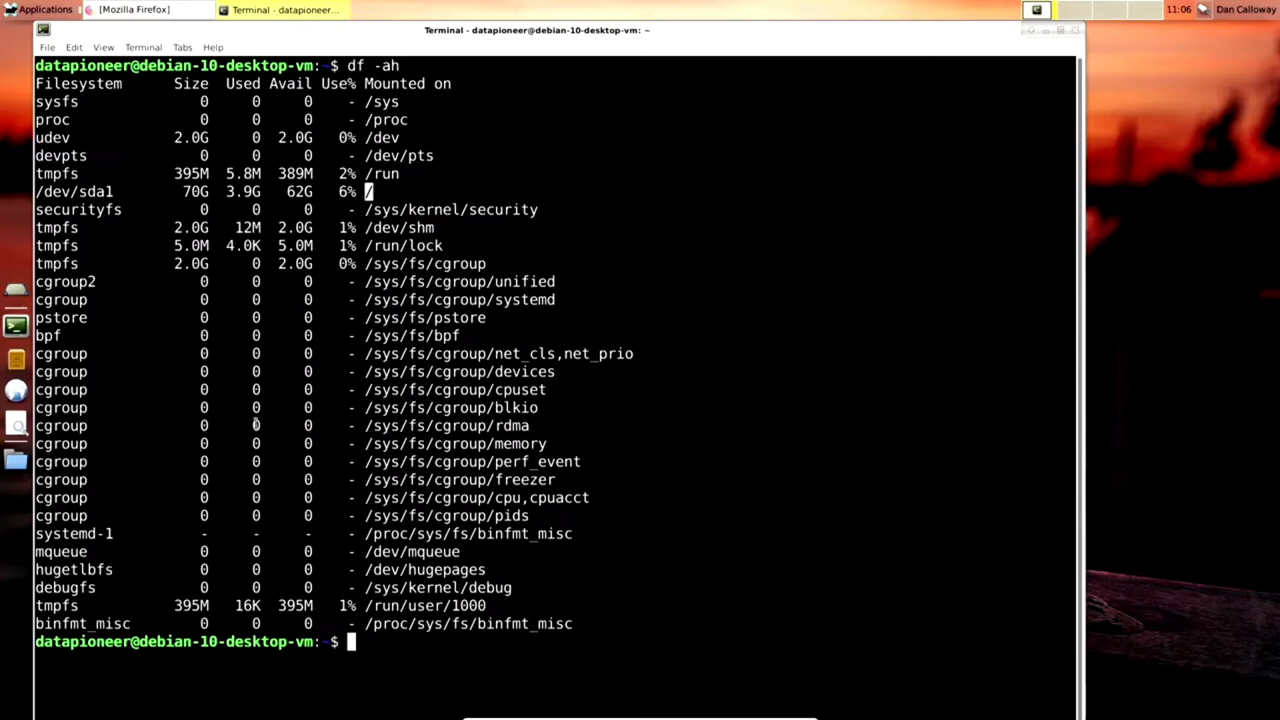 Applications [Mozilla Firefox] Terminal - datapioneer... 11:06 Dan Calloway
Terminal - datapioneer@debian-10-desktop-vm: ~
File Edit View Terminal Tabs Help
datapioneer@debian-10-desktop-vm:~$ df -ah
Filesystem Size Used Avail Use% Mounted on
sysfs 0 0 0 - /sys
proc 0 0 0 - /proc
udev 2.0G 0 2.0G 0% /dev
devpts 0 0 0 - /dev/pts
tmpfs 395M 5.8M 389M 2% /run
/dev/sda1 70G 3.9G 62G 6% /
securityfs 0 0 0 - /sys/kernel/security
tmpfs 2.0G 12M 2.0G 1% /dev/shm
tmpfs 5.0M 4.0K 5.0M 1% /run/lock
tmpfs 2.0G 0 2.0G 0% /sys/fs/cgroup
cgroup2 0 0 0 - /sys/fs/cgroup/unified
cgroup 0 0 0 - /sys/fs/cgroup/systemd
pstore 0 0 0 - /sys/fs/pstore
bpf 0 0 0 - /sys/fs/bpf
cgroup 0 0 0 - /sys/fs/cgroup/net_cls,net_prio
cgroup 0 0 0 - /sys/fs/cgroup/devices
cgroup 0 0 0 - /sys/fs/cgroup/cpuset
cgroup 0 0 0 - /sys/fs/cgroup/blkio
cgroup 0 0 0 - /sys/fs/cgroup/rdma
cgroup 0 0 0 - /sys/fs/cgroup/memory
cgroup 0 0 0 - /sys/fs/cgroup/perf_event
cgroup 0 0 0 - /sys/fs/cgroup/freezer
cgroup 0 0 0 - /sys/fs/cgroup/cpu,cpuacct
cgroup 0 0 0 - /sys/fs/cgroup/pids
systemd-1 - - - - /proc/sys/fs/binfmt_misc
mqueue 0 0 0 - /dev/mqueue
hugetlbfs 0 0 0 - /dev/hugepages
debugfs 0 0 0 - /sys/kernel/debug
tmpfs 395M 16K 395M 1% /run/user/1000
binfmt_misc 0 0 0 - /proc/sys/fs/binfmt_misc
datapioneer@debian-10-desktop-vm:~$